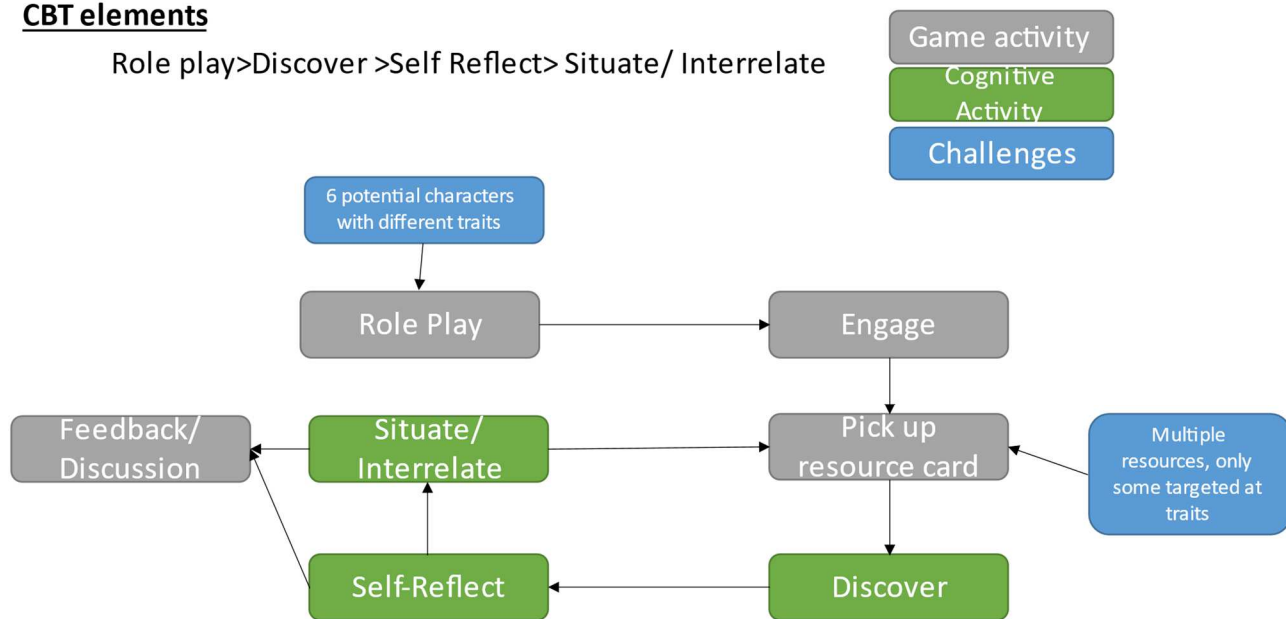 CBT elements
Role play>Discover >Self Reflect> Situate/ Interrelate
Game activity
Cognitive
Activity
Challenges
6 potential characters
with different traits
Role Play
Engage
Feedback/
Discussion
Situate/
Interrelate
Pick up
resource card
Multiple
resources, only
some targeted at
traits
Self-Reflect
Discover